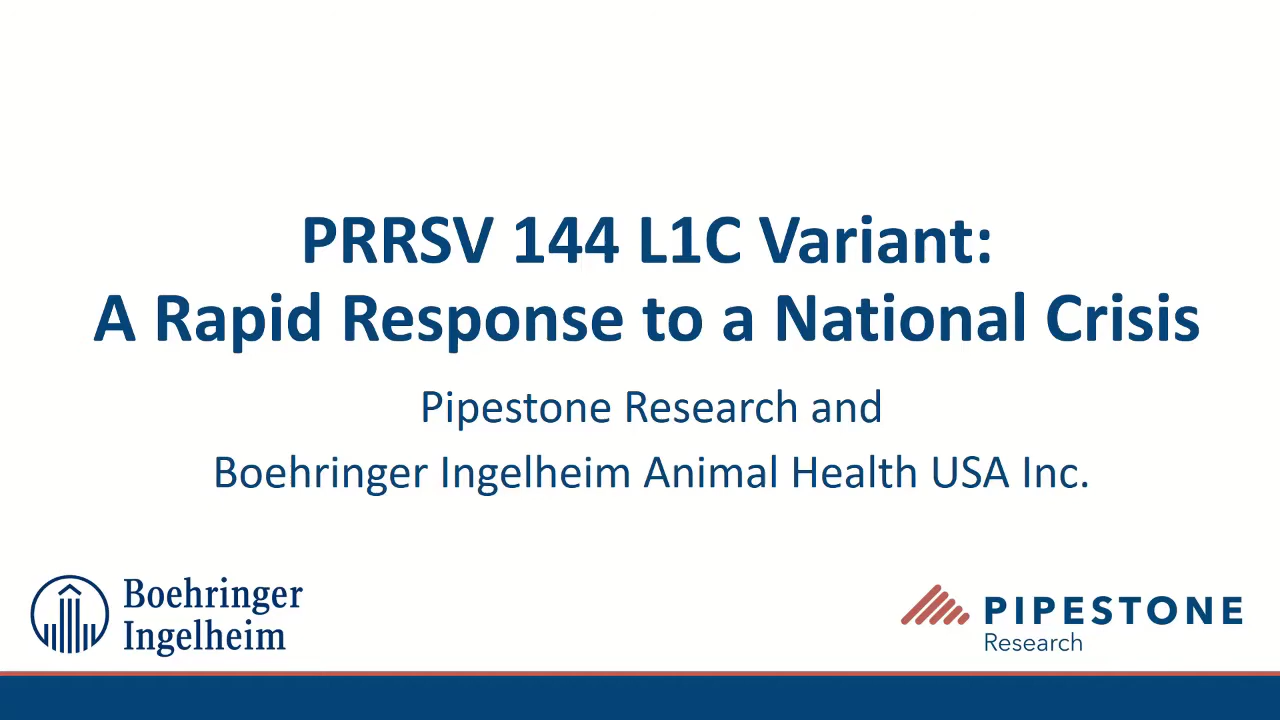 PRRSV 144 L1C Variant:
A Rapid Response to a National Crisis
Pipestone Research and
Boehringer Ingelheim Animal Health USA Inc.
Boehringer
Ingelheim
PIPESTONE
Research